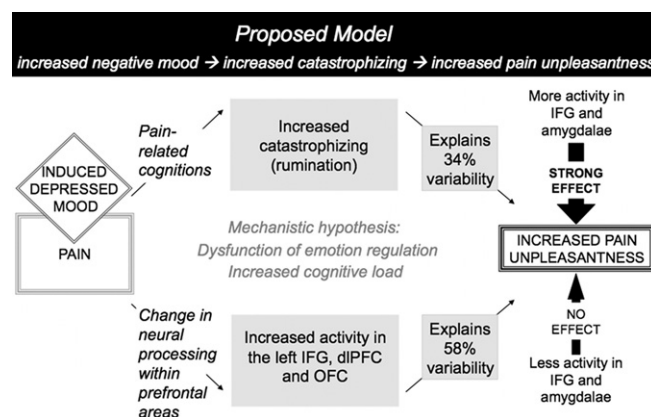 Proposed Model
increased negative mood → increased catastrophizing → increased pain unpleasantness
INDUCED
DEPRESSED
MOOD
PAIN
Pain-
related
cognitions
Increased
catastrophizing
(rumination)
Explains
34%
variability
More activity in
IFG and
amygdalae
STRONG
EFFECT
Mechanistic hypothesis:
Dysfunction of emotion regulation
Increased cognitive load
INCREASED PAIN
UNPLEASANTNESS
Change in
neural
processing
within
prefrontal
areas
Increased activity in
the left IFG, dlPFC
and OFC
Explains
58%
variability
NO
EFFECT
Less activity in
IFG and
amygdalae